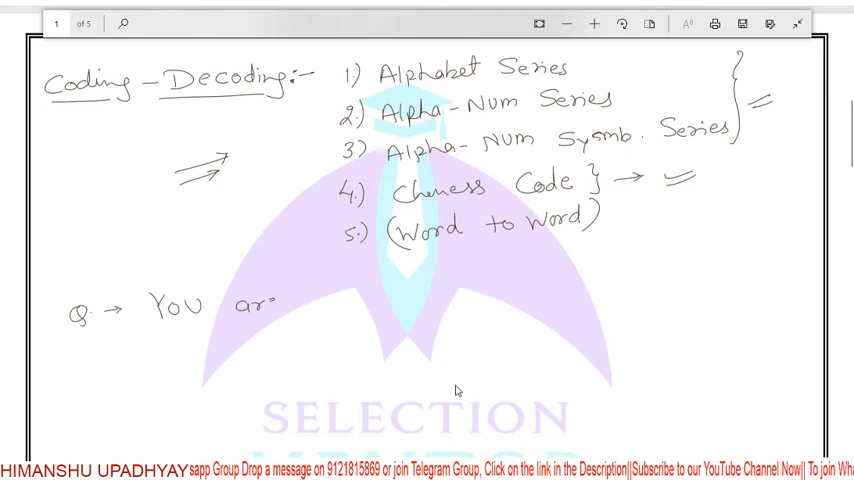 1 of 5
Coding - Decoding :-
1.) Alphabet Series
2.) Alpha-Num Series
3.) Alpha-Num Symb. Series
4.) Chiness Code } →
5.) (Word to Word)
Q. → You are
SELECTION
HIMANSHU UPADHYAY sapp Group Drop a message on 9121815869 or join Telegram Group, Click on the link in the Description||Subscribe to our YouTube Channel Now|| To join Wha